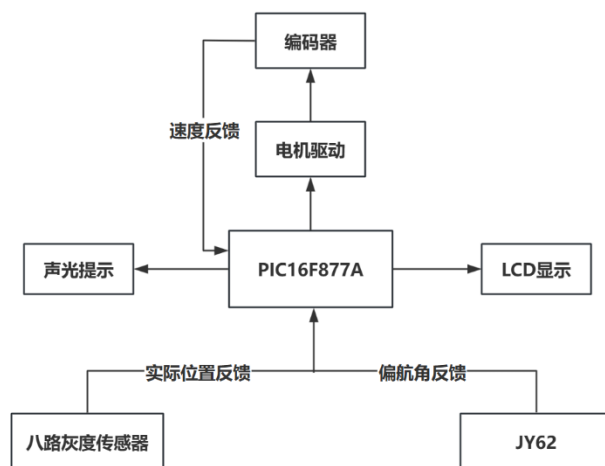 编码器
速度反馈
电机驱动
声光提示
PIC16F877A
LCD显示
实际位置反馈
偏航角反馈
八路灰度传感器
JY62